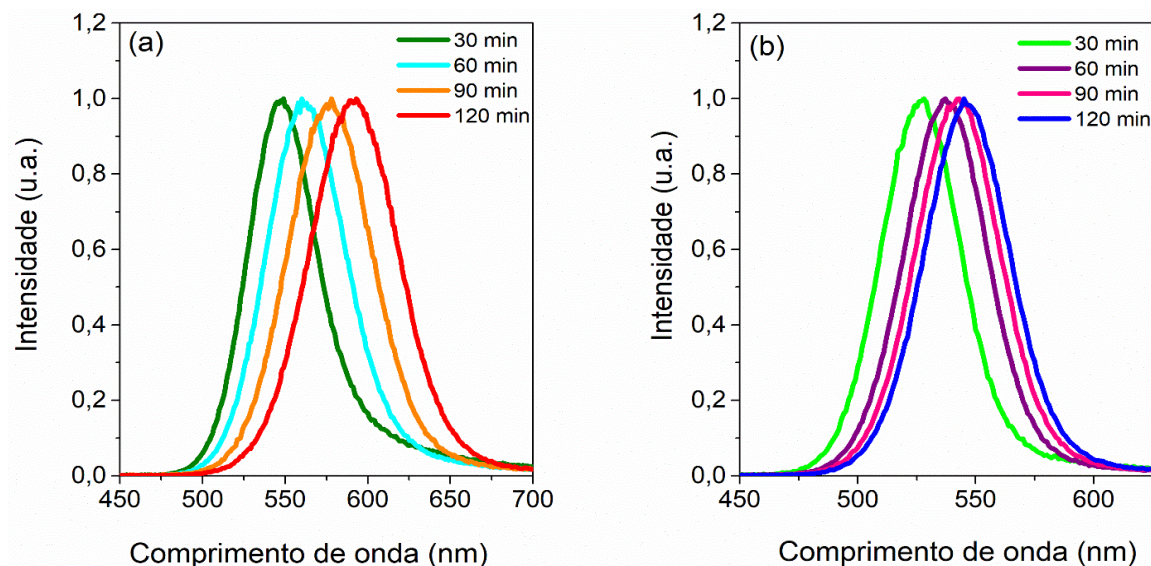 (a)
30 min
60 min
90 min
120 min
1,2
1,0
0,8
0,6
0,4
0,2
0,0
Intensidade (u.a.)
450 500 550 600 650 700
Comprimento de onda (nm)
(b)
30 min
60 min
90 min
120 min
1,2
1,0
0,8
0,6
0,4
0,2
0,0
Intensidade (u.a.)
450 500 550 600
Comprimento de onda (nm)